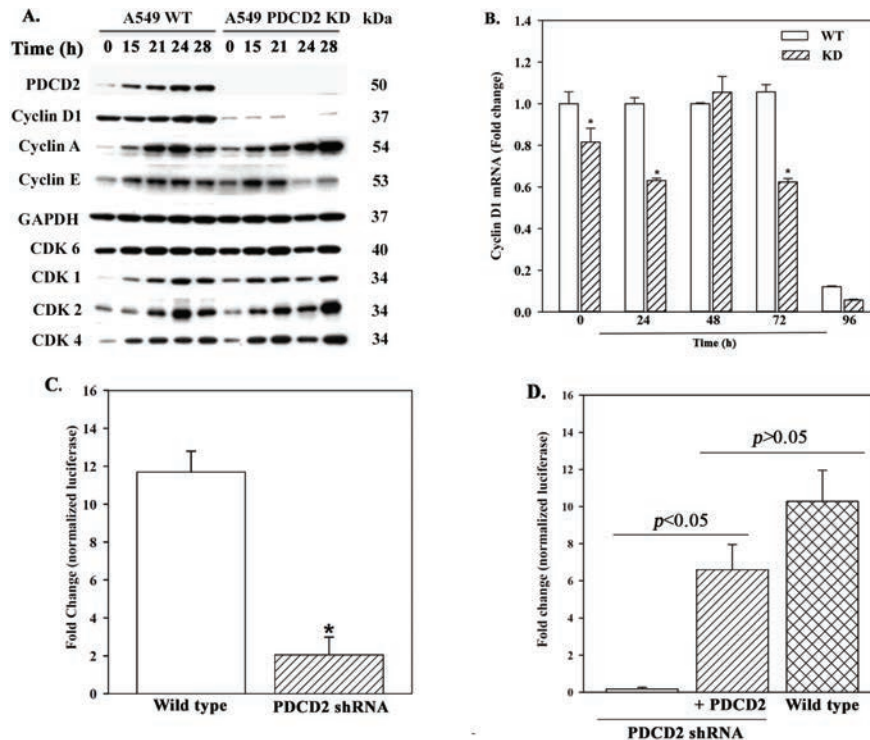 A.
A549 WT A549 PDCD2 KD kDa
Time (h) 0 15 21 24 28 0 15 21 24 28
PDCD2 50
Cyclin D1 37
Cyclin A 54
Cyclin E 53
GAPDH 37
CDK 6 40
CDK 1 34
CDK 2 34
CDK 4 34
B.
Cyclin D1 mRNA (Fold change)
1.4
1.2
1.0
0.8
0.6
0.4
0.2
0.0
WT
KD
* * *
0 24 48 72 96
Time (h)
C.
Fold Change (normalized luciferase)
16
14
12
10
8
6
4
2
0
*
Wild type PDCD2 shRNA
D.
Fold change (normalized luciferase)
16
14
12
10
8
6
4
2
0
p>0.05
p<0.05
+ PDCD2 Wild type
PDCD2 shRNA